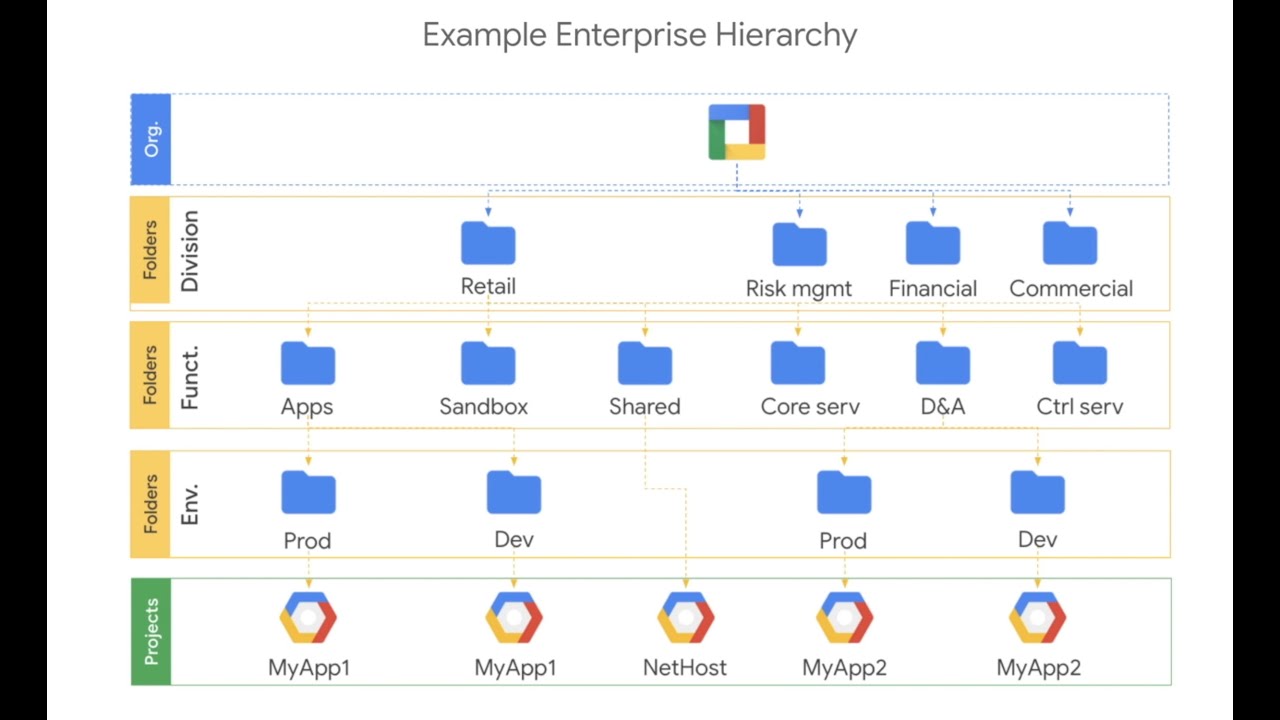 Example Enterprise Hierarchy
Org.
Folders
Division
Retail
Risk mgmt
Financial
Commercial
Folders
Funct.
Apps
Sandbox
Shared
Core serv
D&A
Ctrl serv
Folders
Env.
Prod
Dev
Prod
Dev
Projects
MyApp1
MyApp1
NetHost
MyApp2
MyApp2